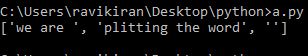 C:\Users\ravikiran\Desktop\python>a.py
['we are ', 'plitting the word', '']